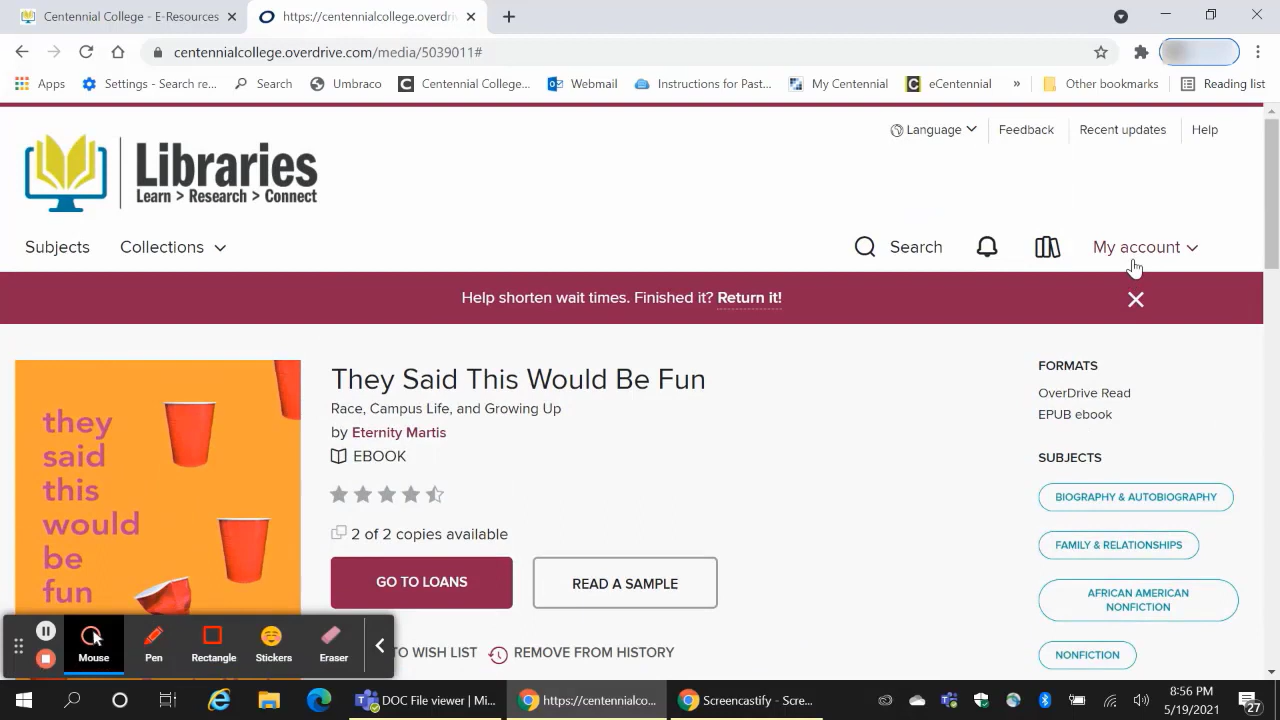 Centennial College - E-Resources
https://centennialcollege.overdri
centennialcollege.overdrive.com/media/5039011#
Apps
Settings - Search re...
Search
Umbraco
Centennial College...
Webmail
Instructions for Past...
My Centennial
eCentennial
»
Other bookmarks
Reading list
Language
Feedback
Recent updates
Help
Libraries
Learn > Research > Connect
Subjects
Collections
Search
My account
Help shorten wait times. Finished it? Return it!
they
said
this
would
be
fun
They Said This Would Be Fun
Race, Campus Life, and Growing Up
by Eternity Martis
EBOOK
2 of 2 copies available
GO TO LOANS
READ A SAMPLE
TO WISH LIST
REMOVE FROM HISTORY
FORMATS
OverDrive Read
EPUB ebook
SUBJECTS
BIOGRAPHY & AUTOBIOGRAPHY
FAMILY & RELATIONSHIPS
AFRICAN AMERICAN
NONFICTION
NONFICTION
Mouse
Pen
Rectangle
Stickers
Eraser
DOC File viewer | Mi...
https://centennialco...
Screencastify - Scre...
8:56 PM
5/19/2021
27